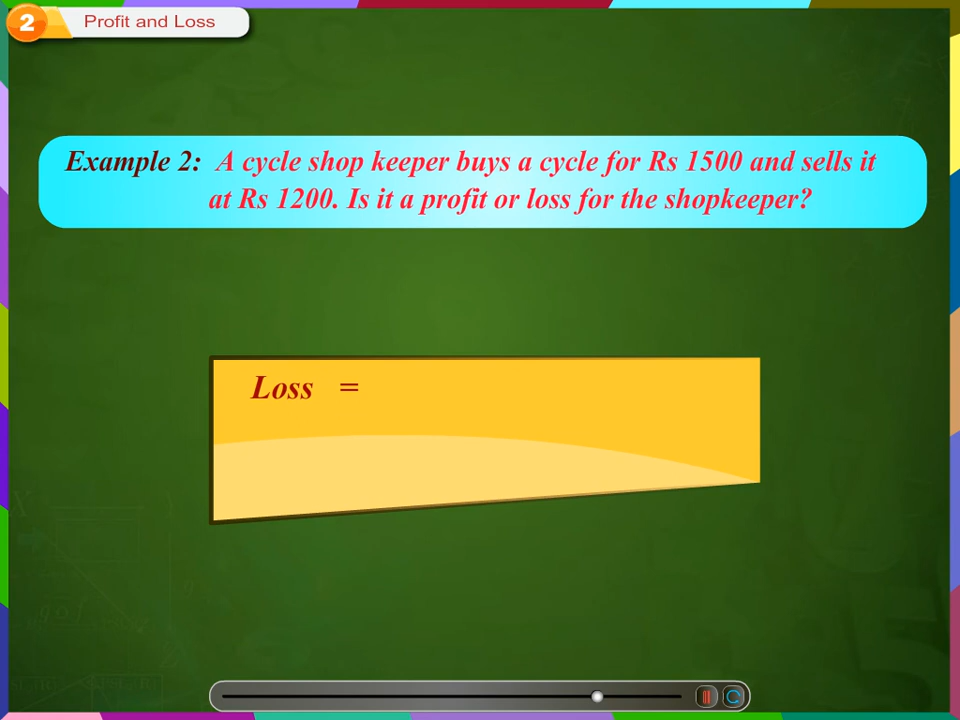 2 Profit and Loss
Example 2: A cycle shop keeper buys a cycle for Rs 1500 and sells it
at Rs 1200. Is it a profit or loss for the shopkeeper?
Loss =